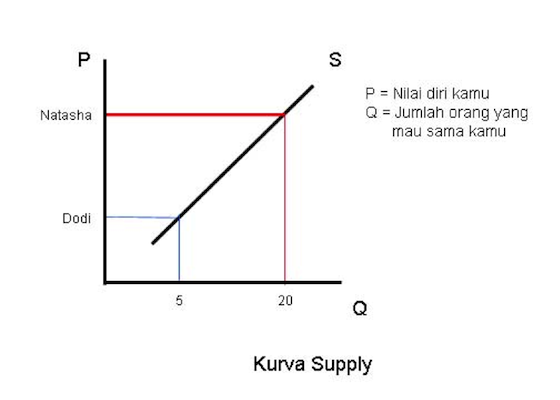 P
S
P = Nilai diri kamu
Q = Jumlah orang yang
mau sama kamu
Natasha
Dodi
5
20
Q
Kurva Supply